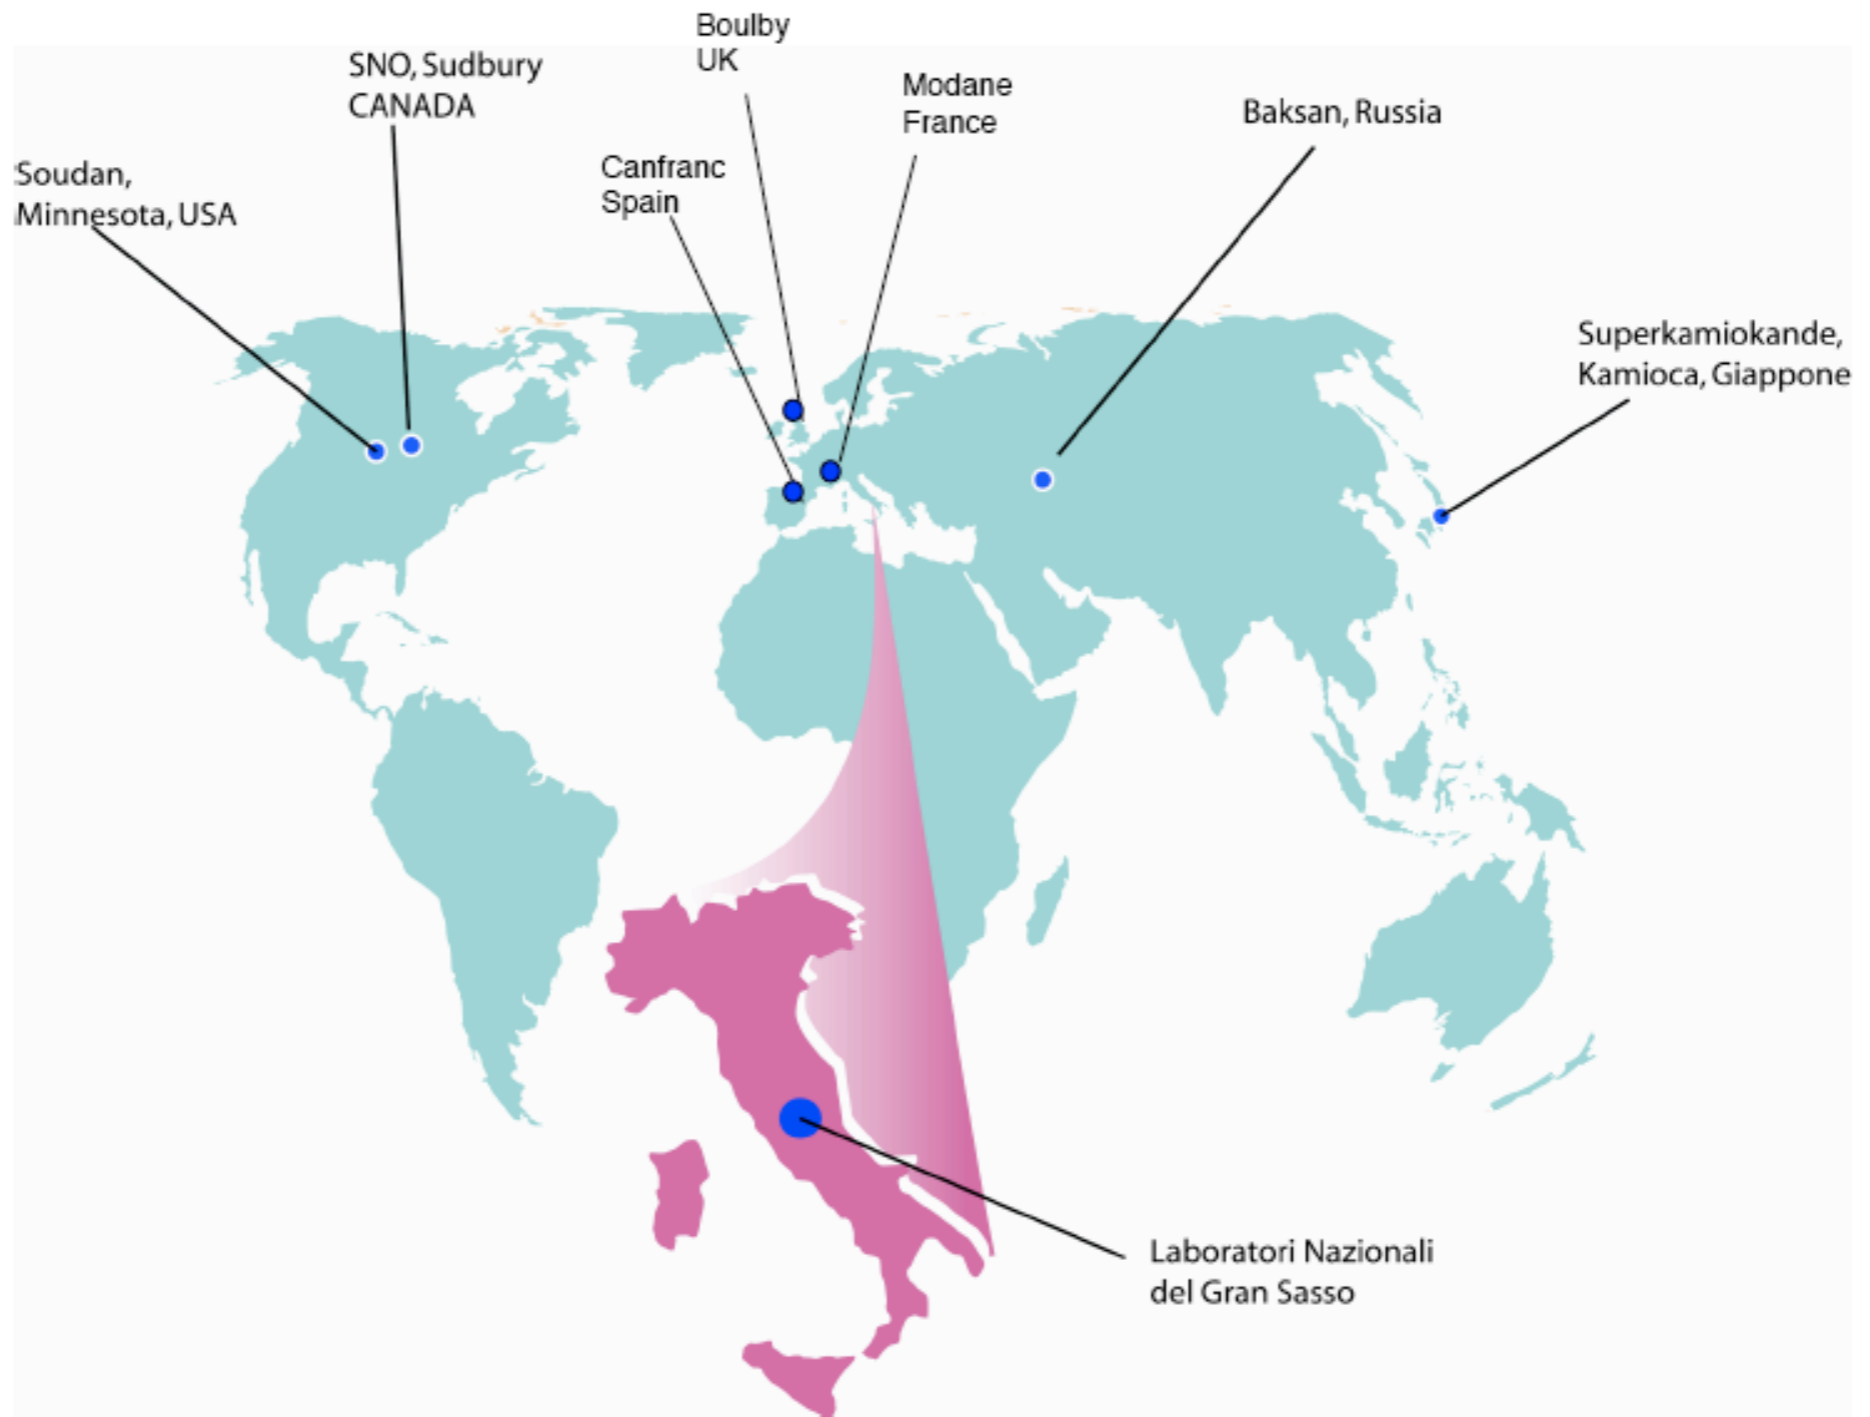 Boulby
UK
SNO, Sudbury
CANADA
Modane
France
Baksan, Russia
Canfranc
Spain
Soudan,
Minnesota, USA
Superkamiokande,
Kamioca, Giappone
Laboratori Nazionali
del Gran Sasso